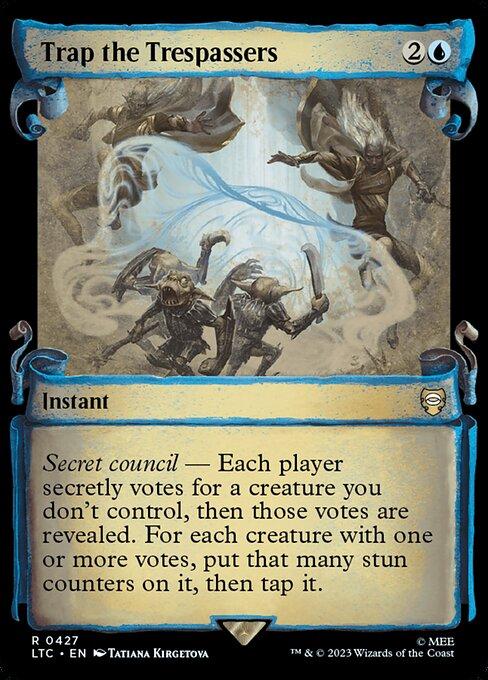 Trap the Trespassers 2
Instant
Secret council — Each player
secretly votes for a creature you
don't control, then those votes are
revealed. For each creature with one
or more votes, put that many stun
counters on it, then tap it.
R 0427
LTC • EN Tatiana Kirgetova
© MEE
™ & © 2023 Wizards of the Coast